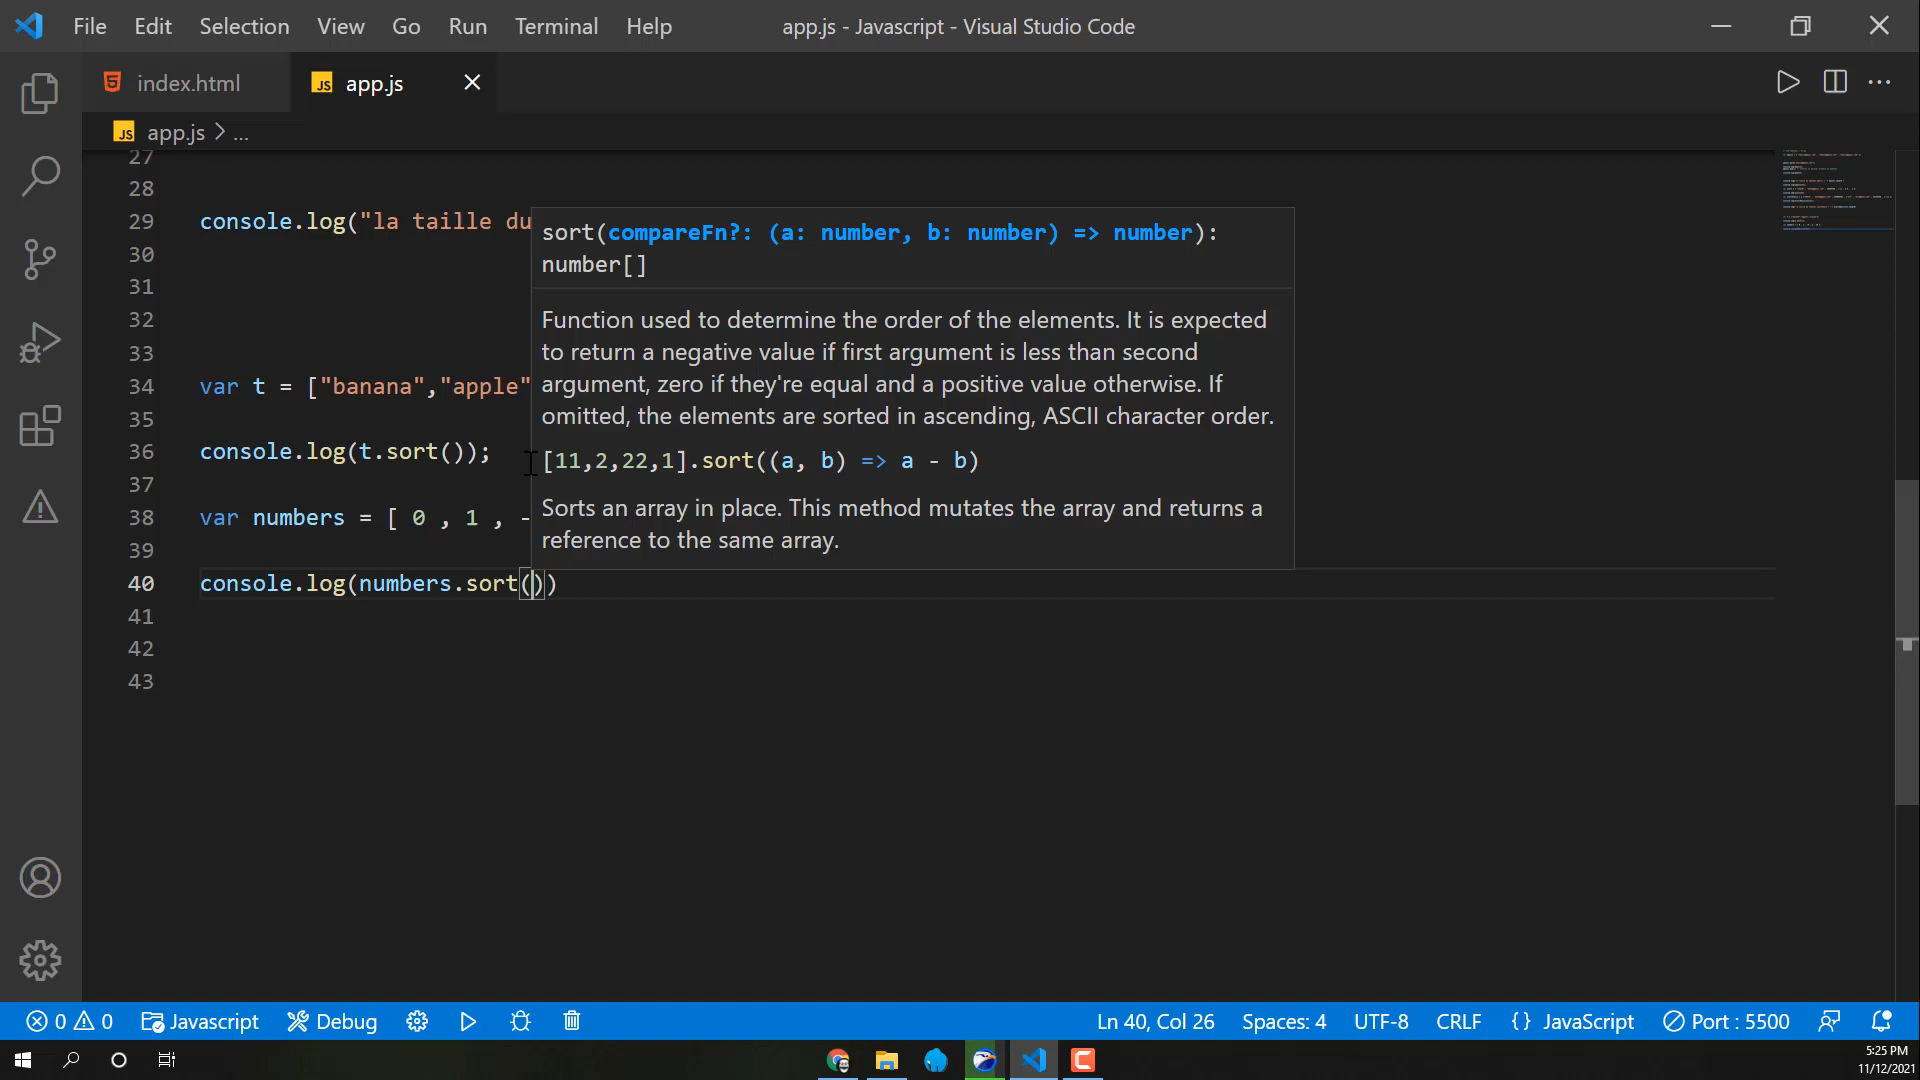 File Edit Selection View Go Run Terminal Help app.js - Javascript - Visual Studio Code
index.html JS app.js
JS app.js > ...
27
28
29 console.log("la taille du
30
31
32
33
34 var t = ["banana","apple"
35
36 console.log(t.sort());
37
38 var numbers = [ 0 , 1 , -
39
40 console.log(numbers.sort())
41
42
43
sort(compareFn?: (a: number, b: number) => number):
number[]
Function used to determine the order of the elements. It is expected
to return a negative value if first argument is less than second
argument, zero if they're equal and a positive value otherwise. If
omitted, the elements are sorted in ascending, ASCII character order.
[11,2,22,1].sort((a, b) => a - b)
Sorts an array in place. This method mutates the array and returns a
reference to the same array.
0 0 Javascript Debug Ln 40, Col 26 Spaces: 4 UTF-8 CRLF {} JavaScript Port : 5500
5:25 PM
11/12/2021